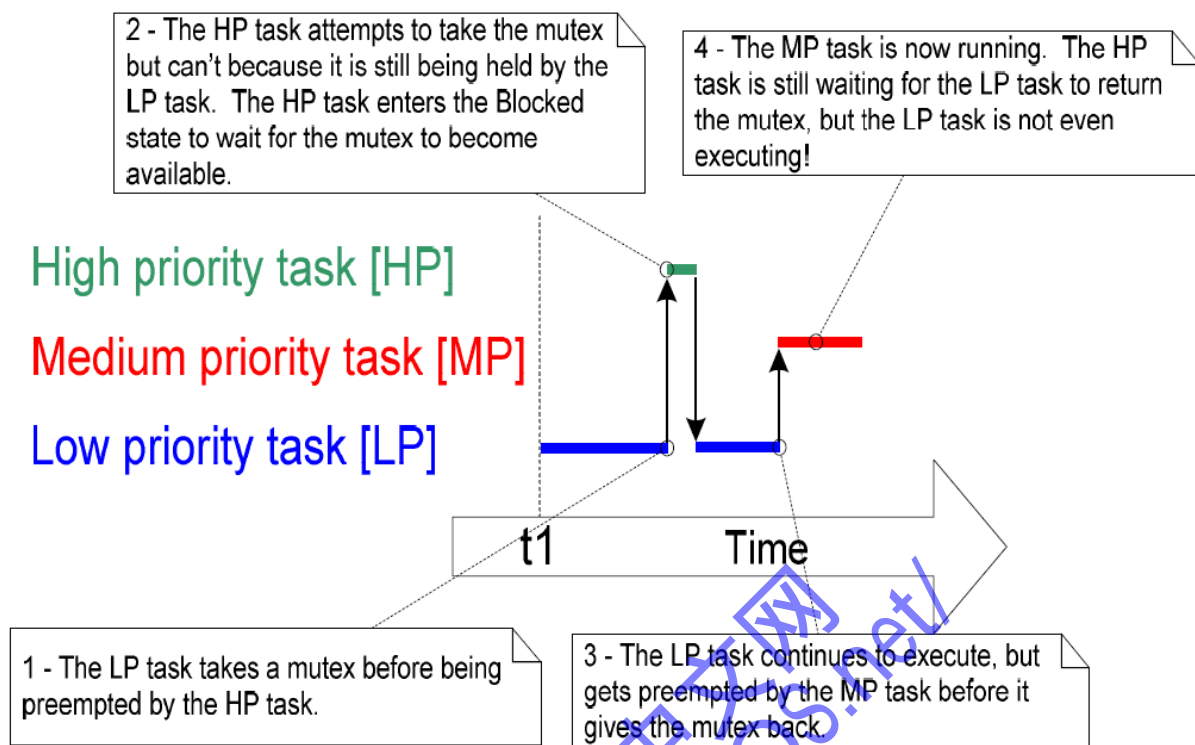 2 - The HP task attempts to take the mutex
but can't because it is still being held by the
LP task. The HP task enters the Blocked
state to wait for the mutex to become
available.
4 - The MP task is now running. The HP
task is still waiting for the LP task to return
the mutex, but the LP task is not even
executing!
High priority task [HP]
Medium priority task [MP]
Low priority task [LP]
t1
Time
1 - The LP task takes a mutex before being
preempted by the HP task.
3 - The LP task continues to execute, but
gets preempted by the MP task before it
gives the mutex back.
中文网
os.net/